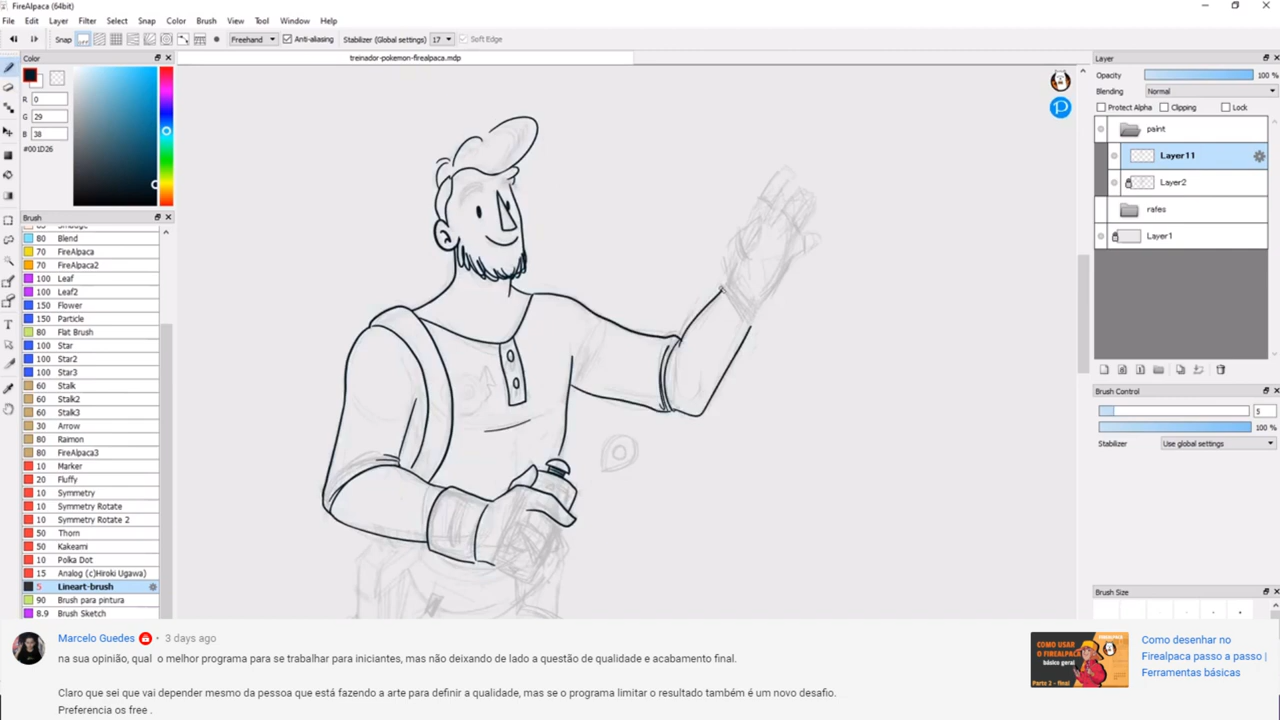 FireAlpaca (64bit)
File Edit Layer Filter Select Snap Color Brush View Tool Window Help
Snap Freehand Anti-aliasing Stabilizer (Global settings) 17 Soft Edge
Color
treinador-pokemon-firealpaca.mdp
Layer
R 0
G 29
B 38
#001D26
Opacity 100 %
Blending Normal
Protect Alpha Clipping Lock
paint
Layer11
Layer2
rafes
Layer1
Brush
80 Blend
70 FireAlpaca
70 FireAlpaca2
100 Leaf
100 Leaf2
150 Flower
150 Particle
80 Flat Brush
100 Star
100 Star2
100 Star3
60 Stalk
60 Stalk2
60 Stalk3
30 Arrow
80 Raimon
80 FireAlpaca3
10 Marker
20 Fluffy
10 Symmetry
10 Symmetry Rotate
10 Symmetry Rotate 2
50 Thorn
50 Kakeami
10 Polka Dot
15 Analog (c)Hiroki Ugawa)
5 Lineart-brush
90 Brush para pintura
8.9 Brush Sketch
Brush Control
5
100 %
Stabilizer Use global settings
Brush Size
Marcelo Guedes • 3 days ago
na sua opinião, qual o melhor programa para se trabalhar para iniciantes, mas não deixando de lado a questão de qualidade e acabamento final.
Claro que sei que vai depender mesmo da pessoa que está fazendo a arte para definir a qualidade, mas se o programa limitar o resultado também é um novo desafio.
Preferencia os free .
COMO USAR
O FIREALPACA
básico geral
Parte 2 - final
Como desenhar no
Firealpaca passo a passo |
Ferramentas básicas